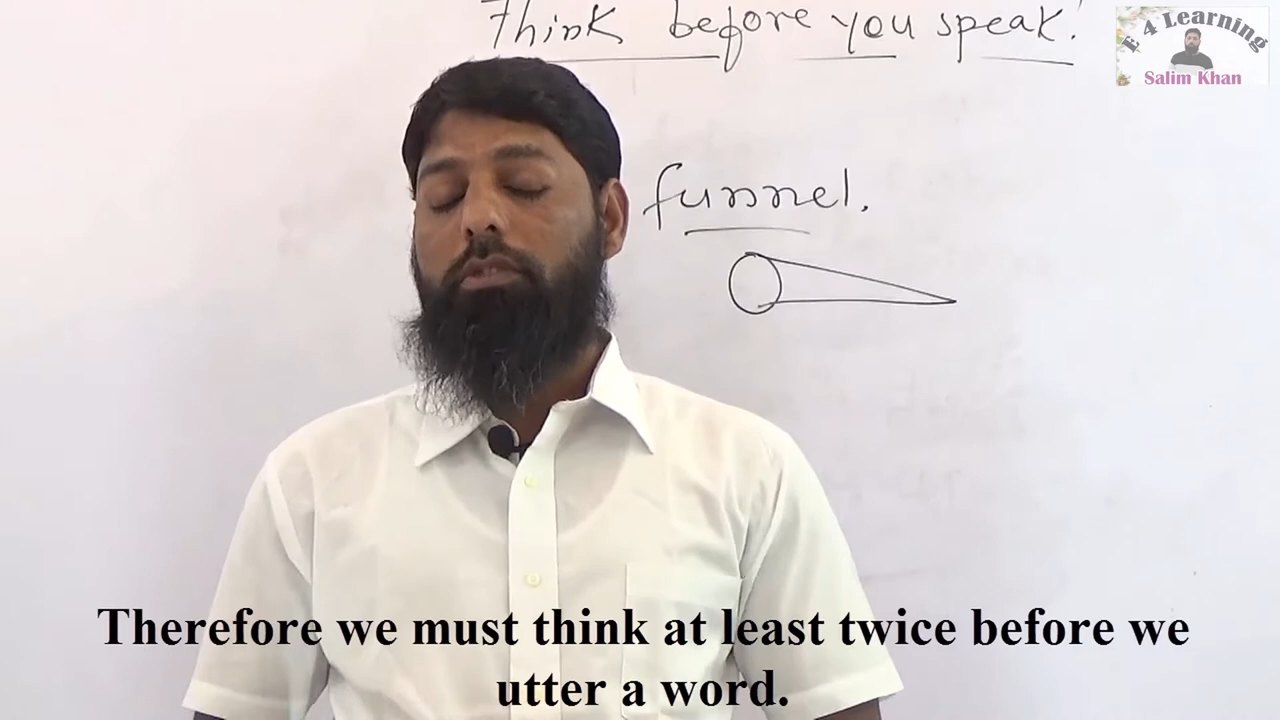 Think before you speak!
E 4 Learning
Salim Khan
funnel.
Therefore we must think at least twice before we
utter a word.